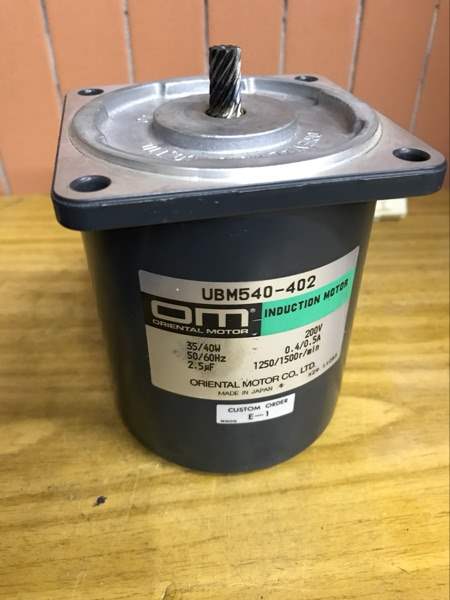 UBM540-402
OM INDUCTION MOTOR
ORIENTAL MOTOR
35/40W 200V
50/60Hz 0.4/0.5A
2.5μF 1250/1500r/min
ORIENTAL MOTOR CO., LTD.
MADE IN JAPAN
CUSTOM ORDER
E-1